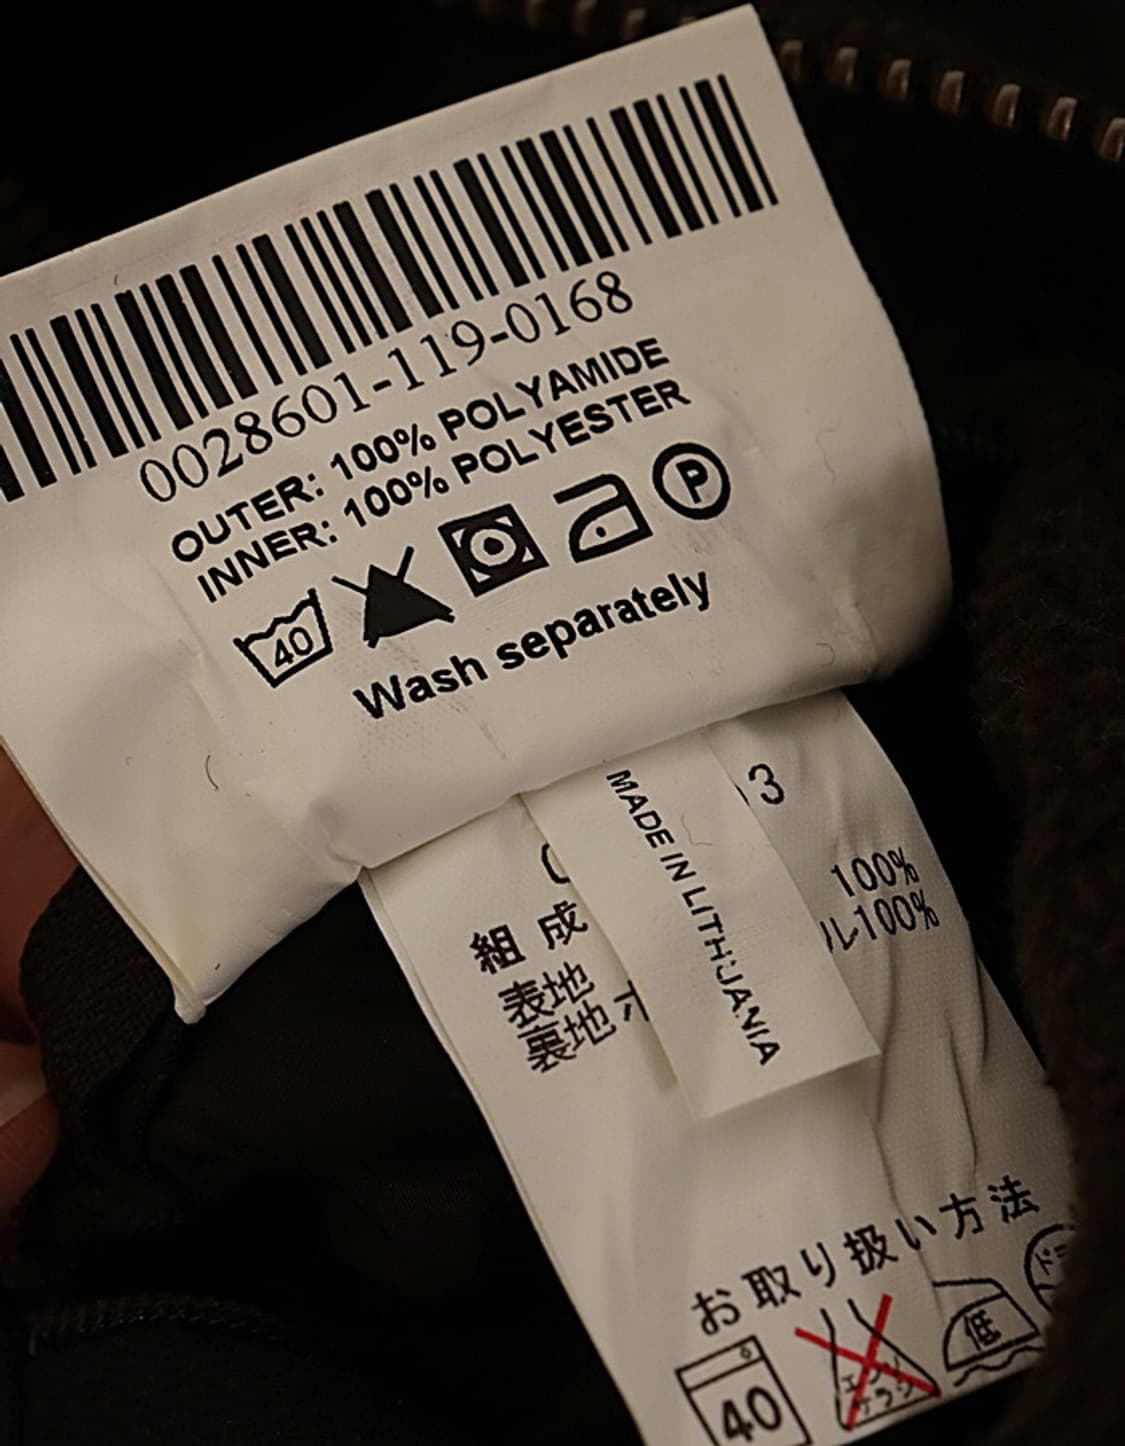 0028601-119-0168
OUTER: 100% POLYAMIDE
INNER: 100% POLYESTER
40
P
Wash separately
MADE IN LITHUANIA
3
組成
表地 100%
裏地 ル100%
お取り扱い方法
40
低